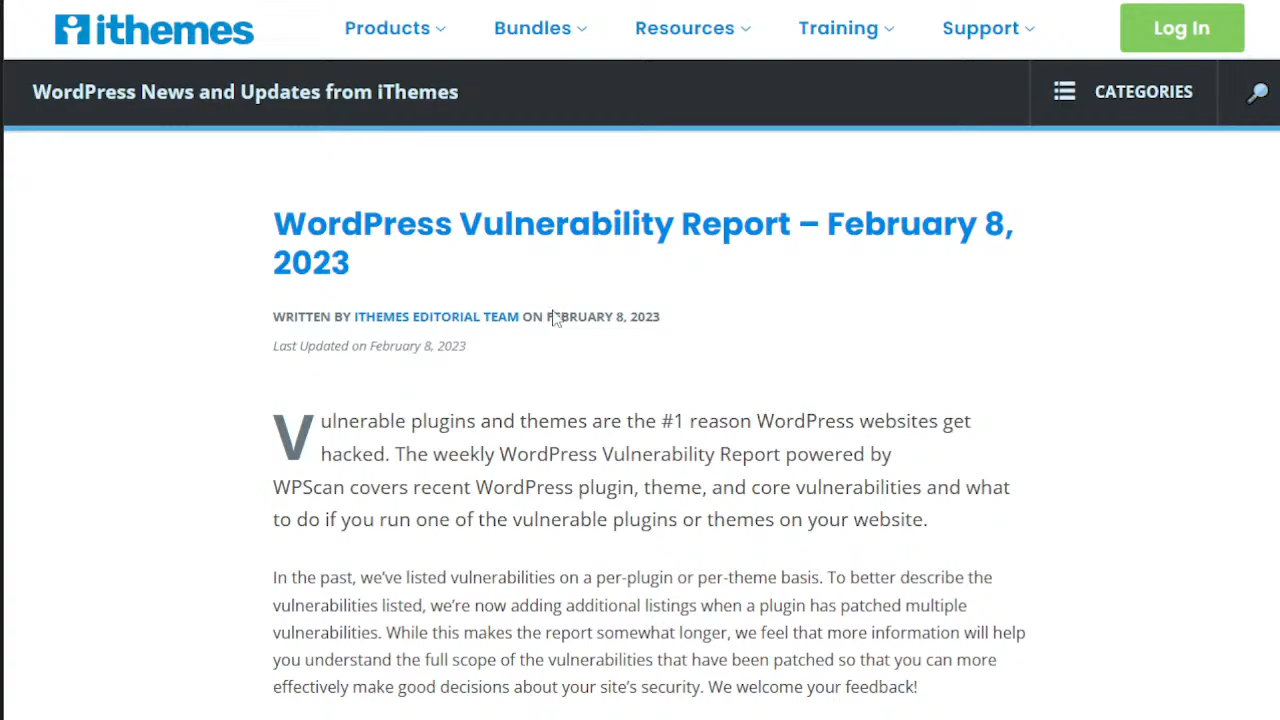 ithemes
Products Bundles Resources Training Support Log In
WordPress News and Updates from iThemes CATEGORIES
WordPress Vulnerability Report – February 8,
2023
WRITTEN BY ITHEMES EDITORIAL TEAM ON FEBRUARY 8, 2023
Last Updated on February 8, 2023
Vulnerable plugins and themes are the #1 reason WordPress websites get
hacked. The weekly WordPress Vulnerability Report powered by
WPScan covers recent WordPress plugin, theme, and core vulnerabilities and what
to do if you run one of the vulnerable plugins or themes on your website.
In the past, we've listed vulnerabilities on a per-plugin or per-theme basis. To better describe the
vulnerabilities listed, we're now adding additional listings when a plugin has patched multiple
vulnerabilities. While this makes the report somewhat longer, we feel that more information will help
you understand the full scope of the vulnerabilities that have been patched so that you can more
effectively make good decisions about your site's security. We welcome your feedback!